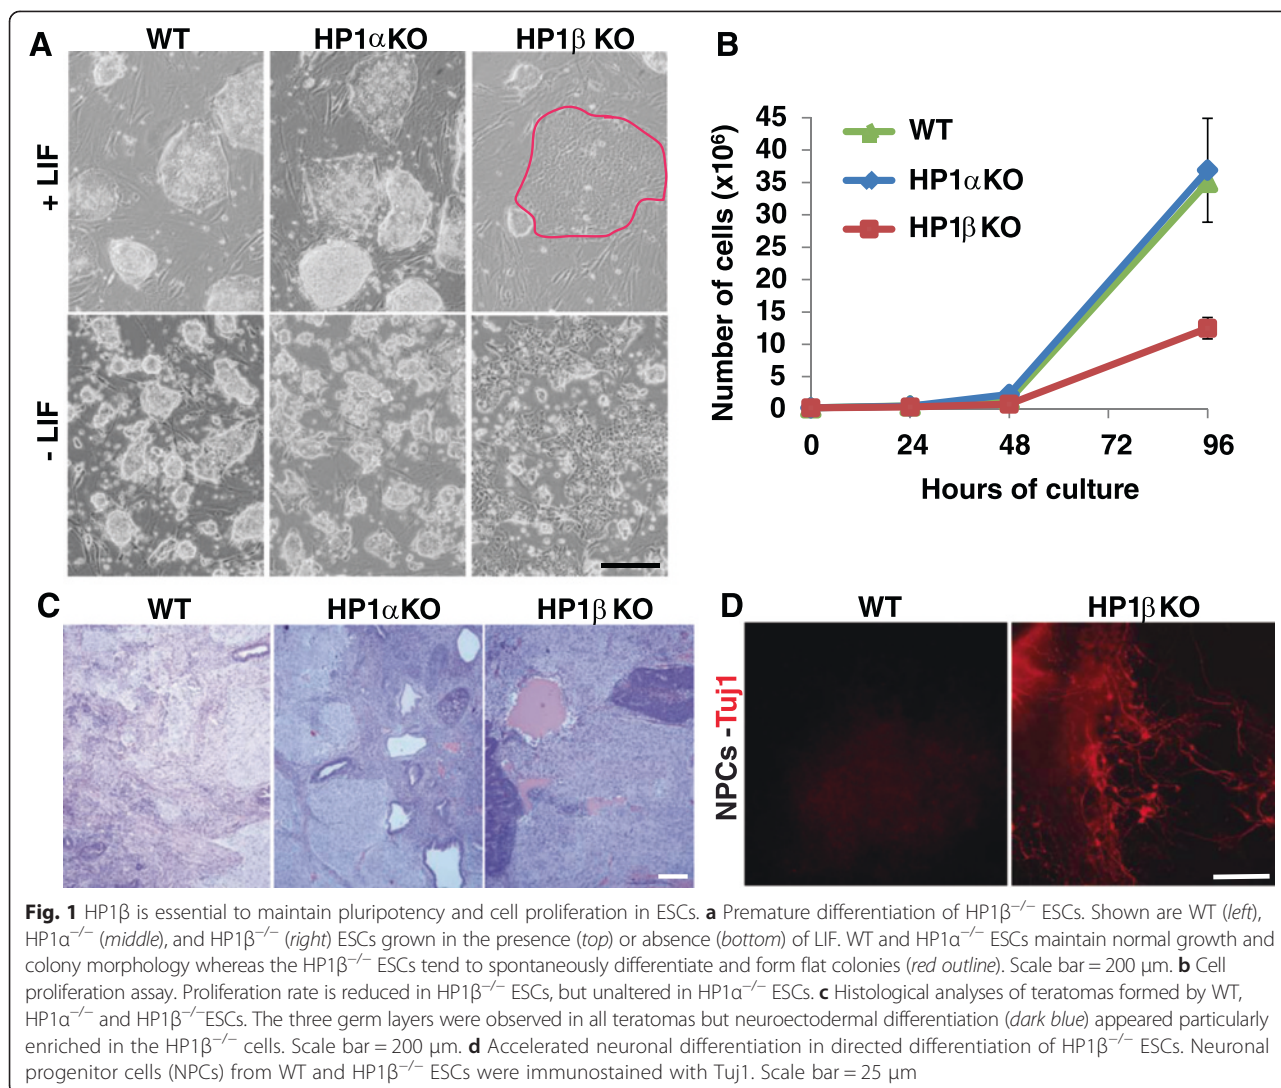 A
WT
HP1αKO
HP1β KO
+ LIF
- LIF
B
Number of cells (x10⁶)
45
40
35
30
25
20
15
10
5
0
WT
HP1αKO
HP1βKO
0 24 48 72 96
Hours of culture
C
WT
HP1αKO
HP1β KO
D
WT
HP1βKO
NPCs -Tuj1
Fig. 1 HP1β is essential to maintain pluripotency and cell proliferation in ESCs. a Premature differentiation of HP1β⁻/⁻ ESCs. Shown are WT (left),
HP1α⁻/⁻ (middle), and HP1β⁻/⁻ (right) ESCs grown in the presence (top) or absence (bottom) of LIF. WT and HP1α⁻/⁻ ESCs maintain normal growth and
colony morphology whereas the HP1β⁻/⁻ ESCs tend to spontaneously differentiate and form flat colonies (red outline). Scale bar = 200 μm. b Cell
proliferation assay. Proliferation rate is reduced in HP1β⁻/⁻ ESCs, but unaltered in HP1α⁻/⁻ ESCs. c Histological analyses of teratomas formed by WT,
HP1α⁻/⁻ and HP1β⁻/⁻ESCs. The three germ layers were observed in all teratomas but neuroectodermal differentiation (dark blue) appeared particularly
enriched in the HP1β⁻/⁻ cells. Scale bar = 200 μm. d Accelerated neuronal differentiation in directed differentiation of HP1β⁻/⁻ ESCs. Neuronal
progenitor cells (NPCs) from WT and HP1β⁻/⁻ ESCs were immunostained with Tuj1. Scale bar = 25 μm